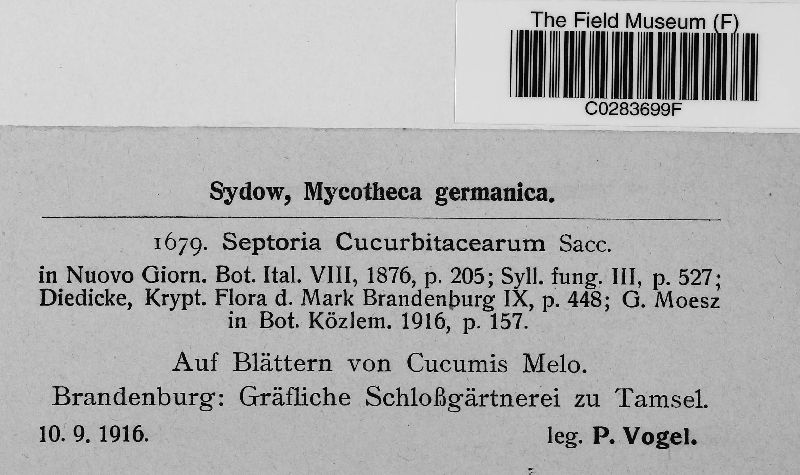 The Field Museum (F)
C0283699F
Sydow, Mycotheca germanica.
1679. Septoria Cucurbitacearum Sacc.
in Nuovo Giorn. Bot. Ital. VIII, 1876, p. 205; Syll. fung. III, p. 527;
Diedicke, Krypt. Flora d. Mark Brandenburg IX, p. 448; G. Moesz
in Bot. Közlem. 1916, p. 157.
Auf Blättern von Cucumis Melo.
Brandenburg: Gräfliche Schloßgärtnerei zu Tamsel.
10. 9. 1916. leg. P. Vogel.